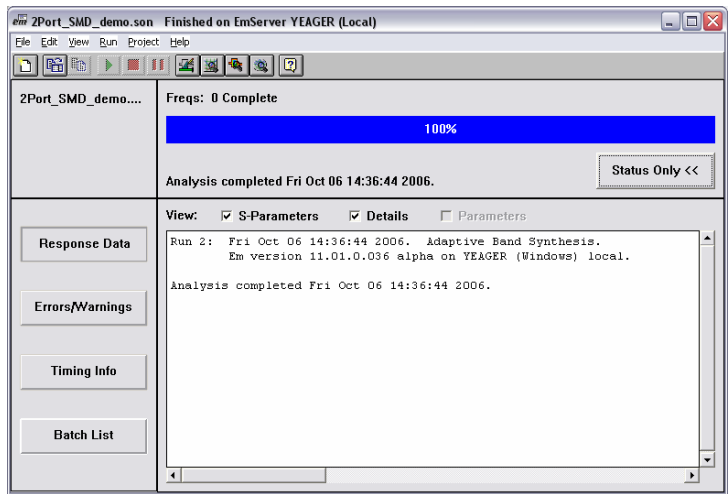 em 2Port_SMD_demo.son Finished on EmServer YEAGER (Local)
File Edit View Run Project Help
2Port_SMD_demo....
Freqs: 0 Complete
100%
Analysis completed Fri Oct 06 14:36:44 2006.
Status Only <<
View: S-Parameters Details Parameters
Response Data
Errors/Warnings
Timing Info
Batch List
Run 2: Fri Oct 06 14:36:44 2006. Adaptive Band Synthesis.
Em version 11.01.0.036 alpha on YEAGER (Windows) local.
Analysis completed Fri Oct 06 14:36:44 2006.